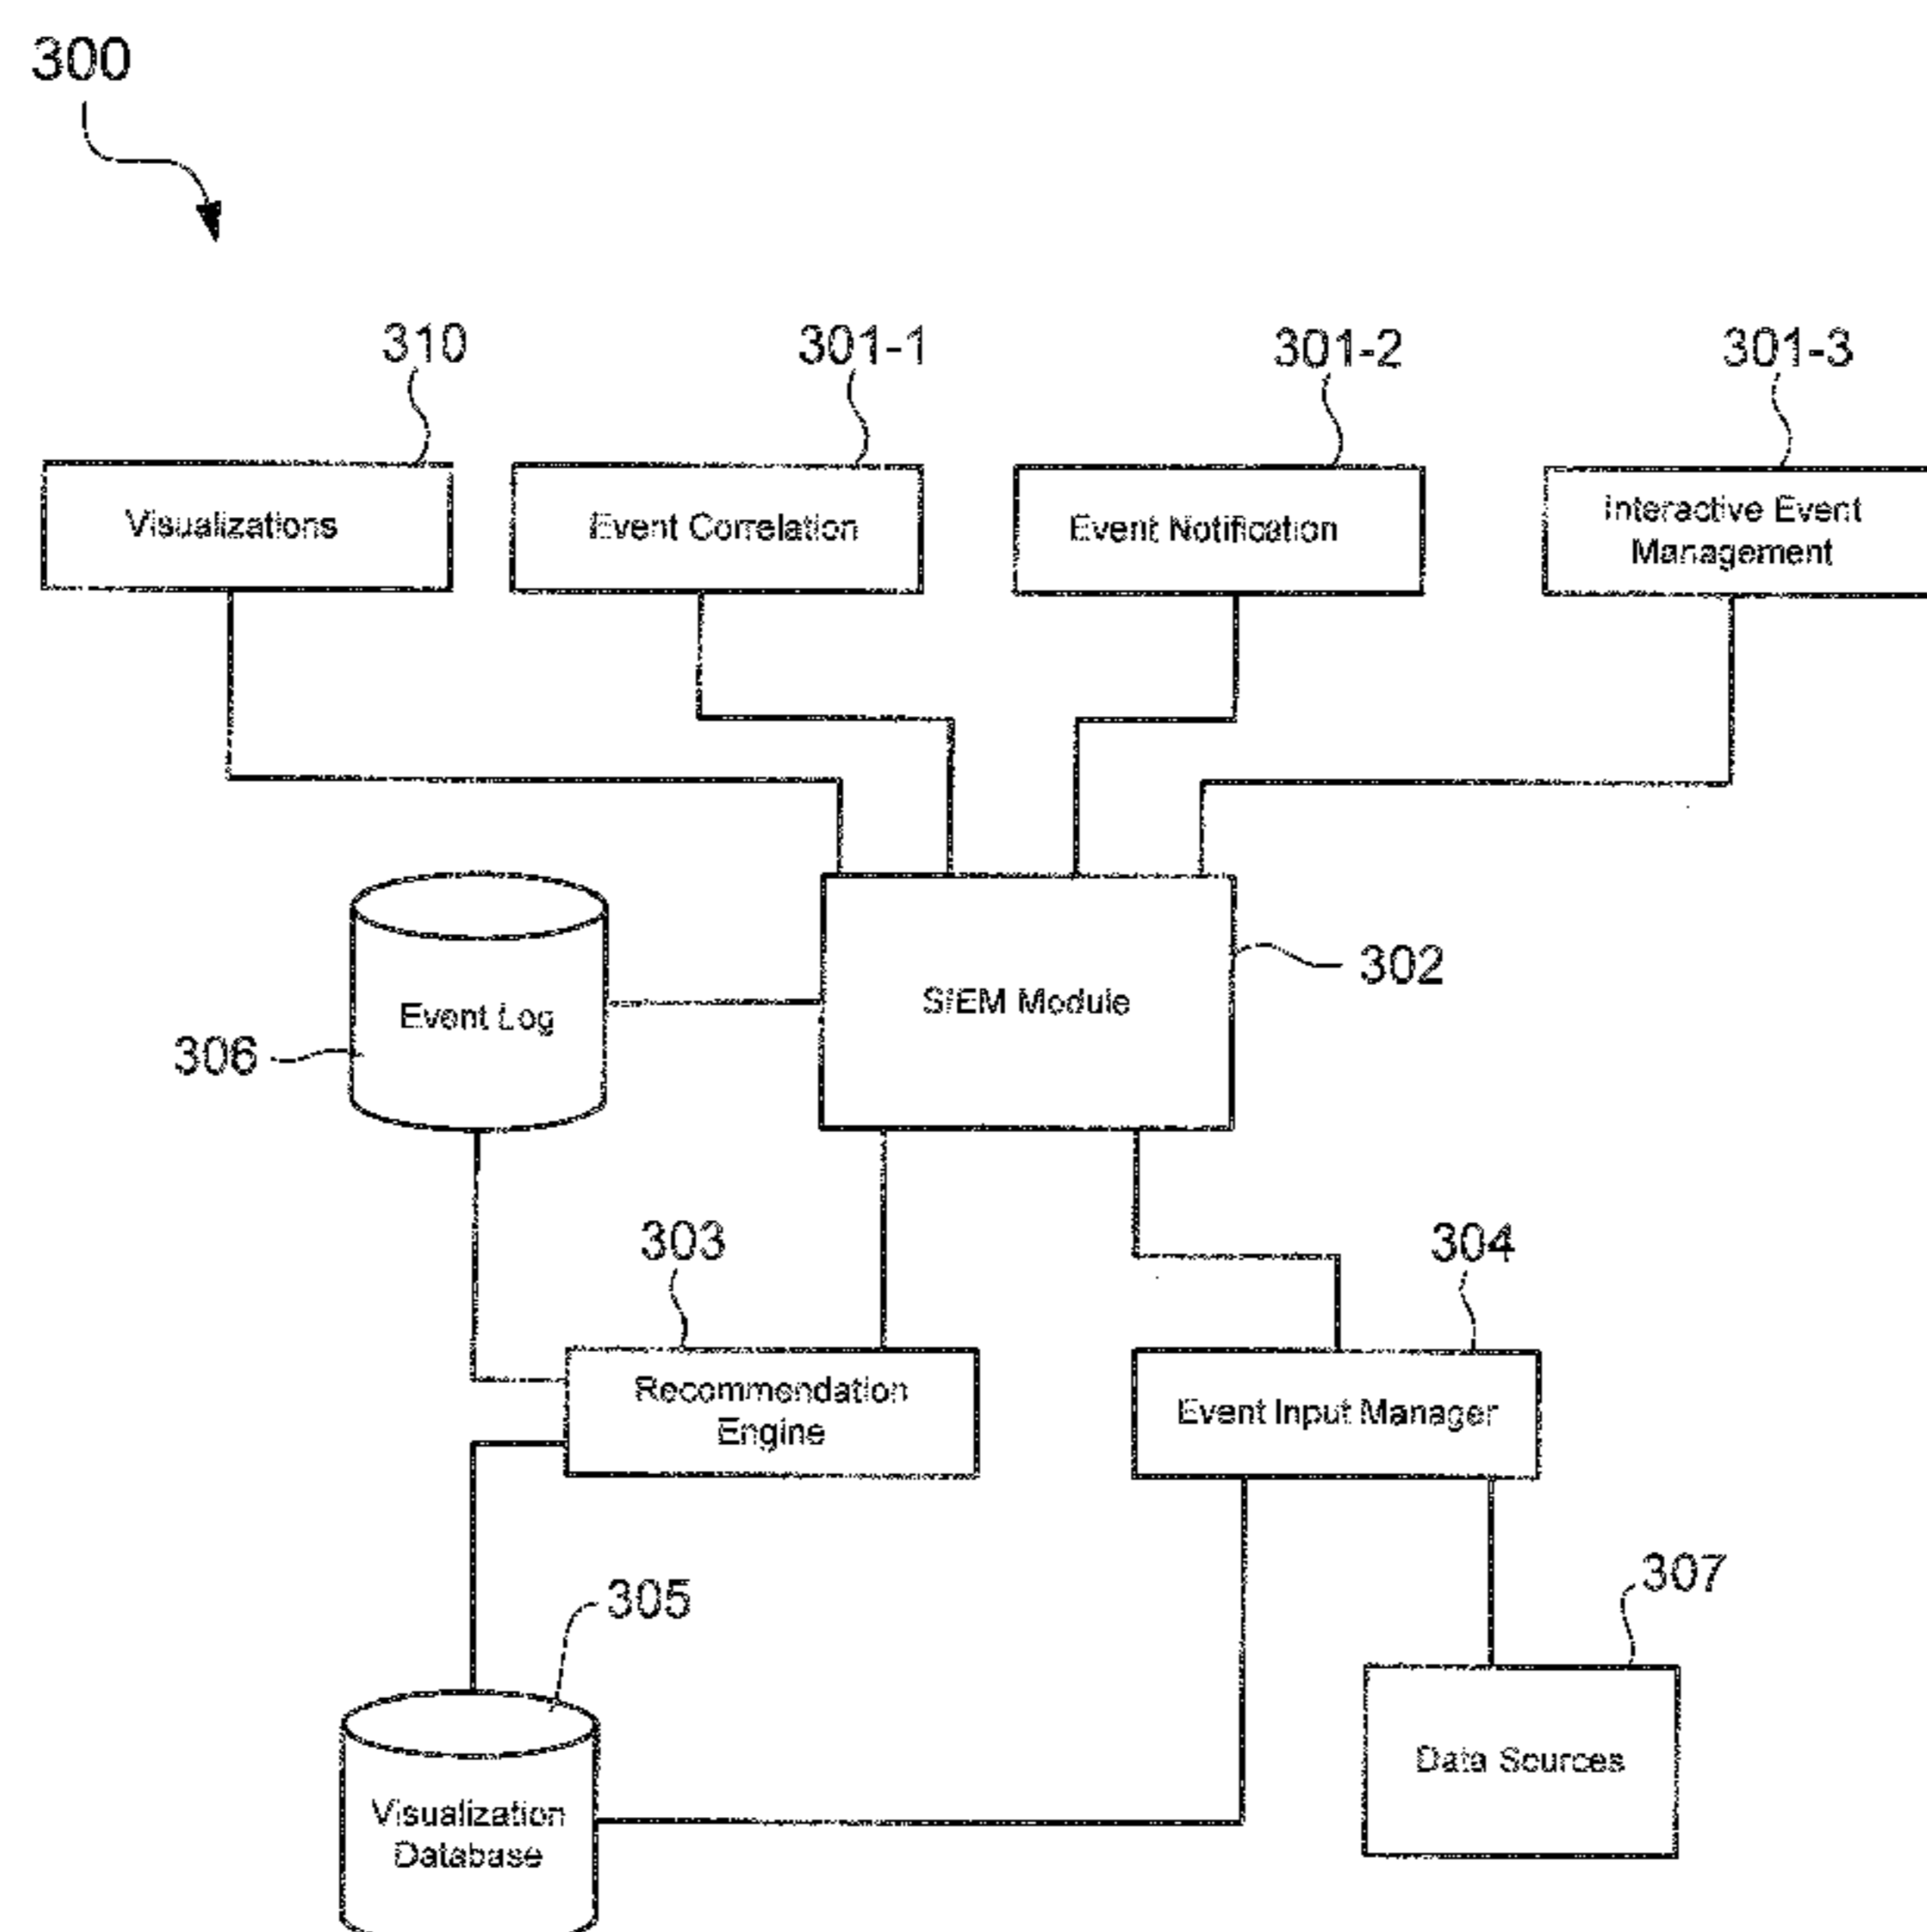 300
310
301-1
301-2
301-3
Visualizations
Event Correlation
Event Notification
Interactive Event
Management
SIEM Module
302
Event Log
306
303
304
Recommendation
Engine
Event Input Manager
305
307
Visualization
Database
Data Sources